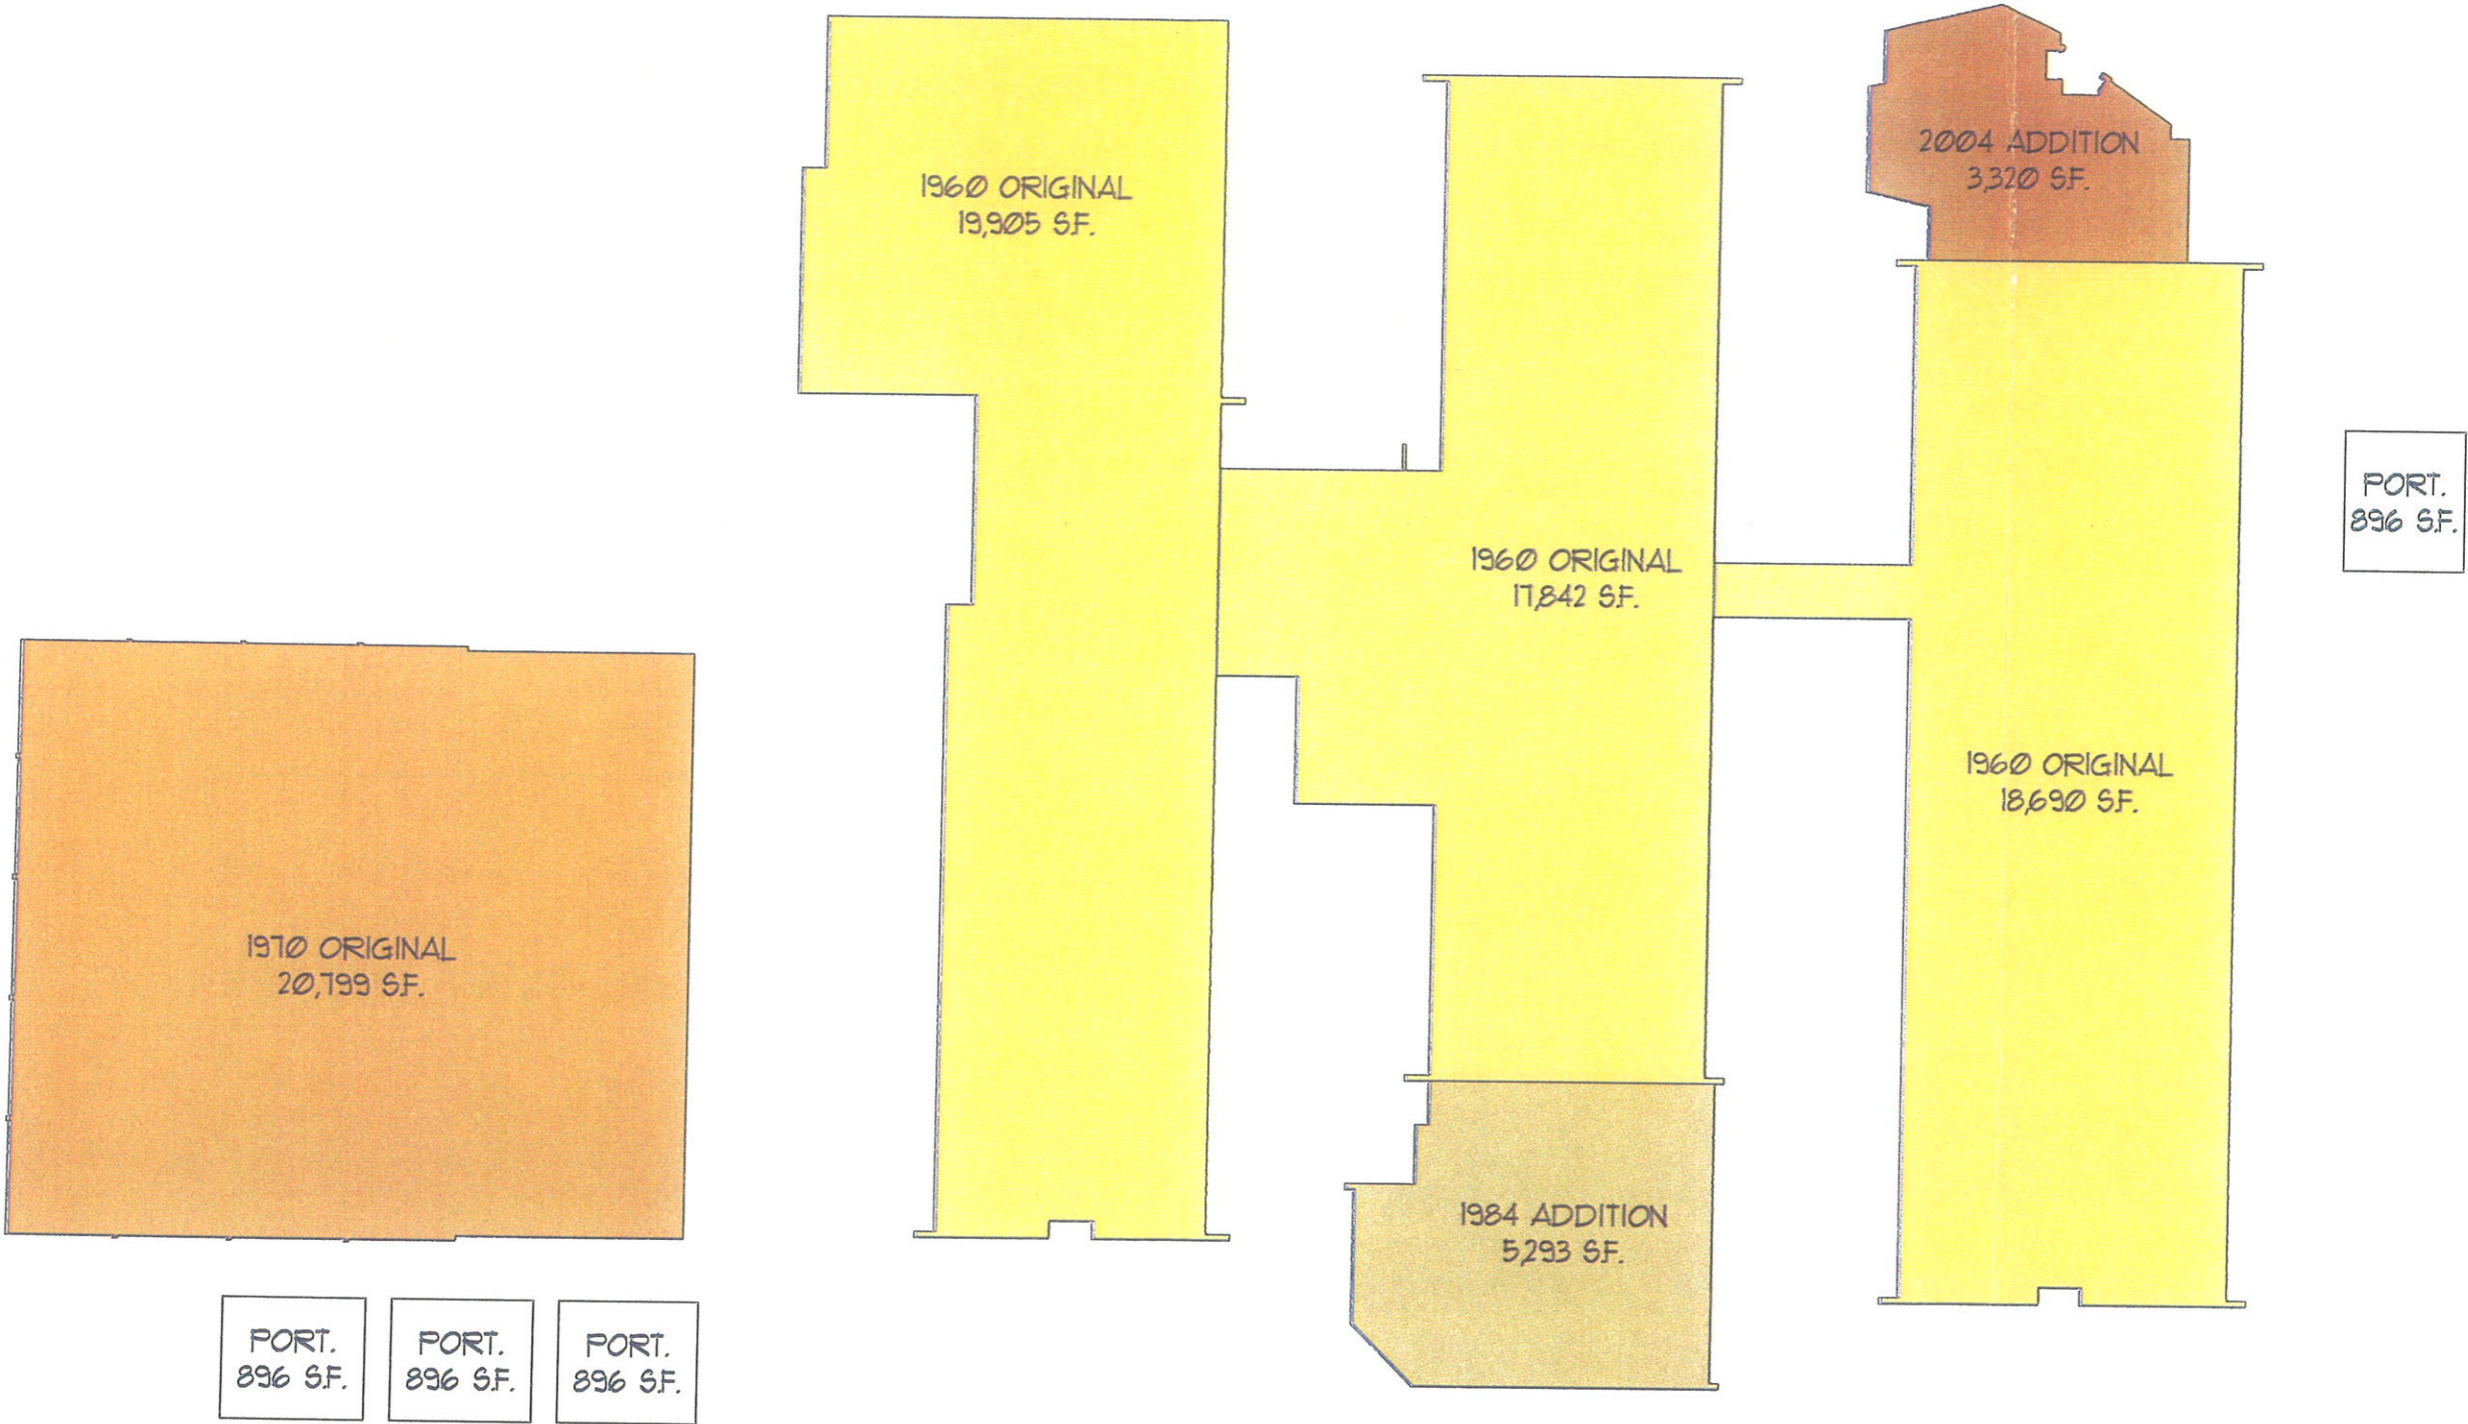 2004 ADDITION
3,320 S.F.
1960 ORIGINAL
19,905 S.F.
PORT.
896 S.F.
1960 ORIGINAL
17,842 S.F.
1960 ORIGINAL
18,690 S.F.
1970 ORIGINAL
20,799 S.F.
1984 ADDITION
5,293 S.F.
PORT.
896 S.F.
PORT.
896 S.F.
PORT.
896 S.F.